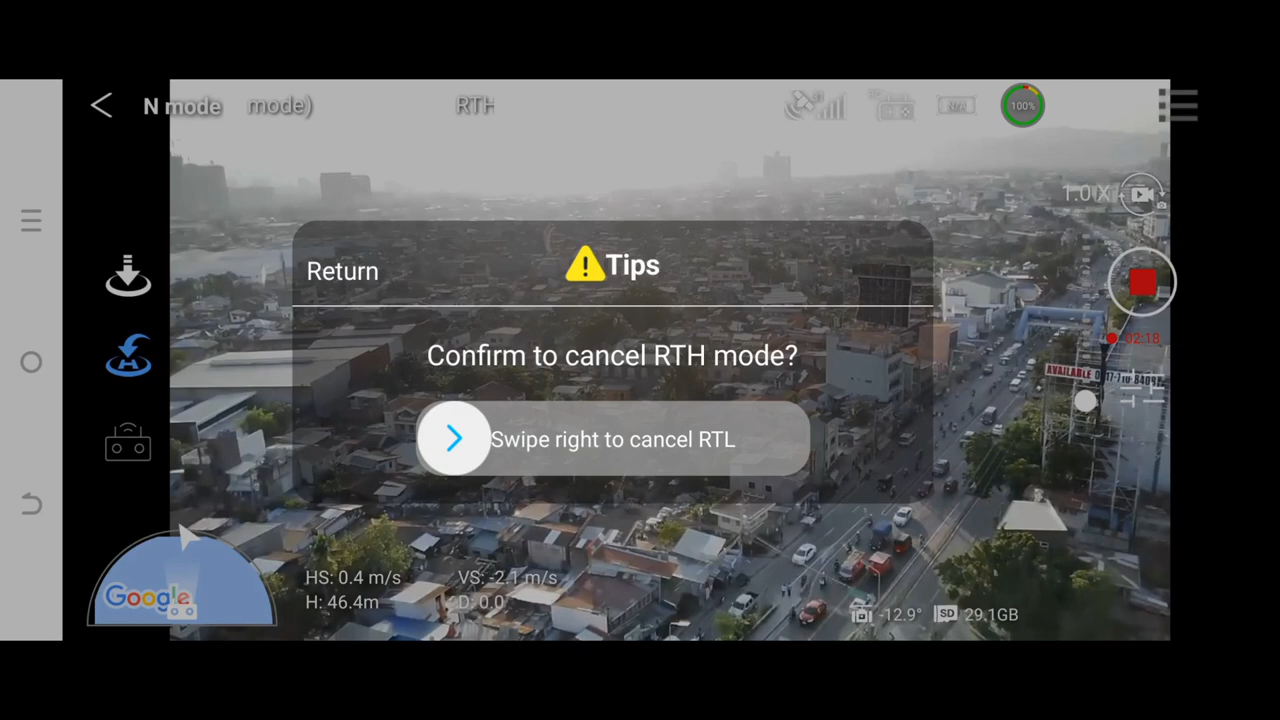 N mode mode) RTH N/A 100%
1.0 X
Return Tips
02:18
Confirm to cancel RTH mode?
AVAILABLE
Swipe right to cancel RTL
HS: 0.4 m/s VS: -2.1 m/s
Google
H: 46.4m D: 0.0
-12.9° SD 29.1GB